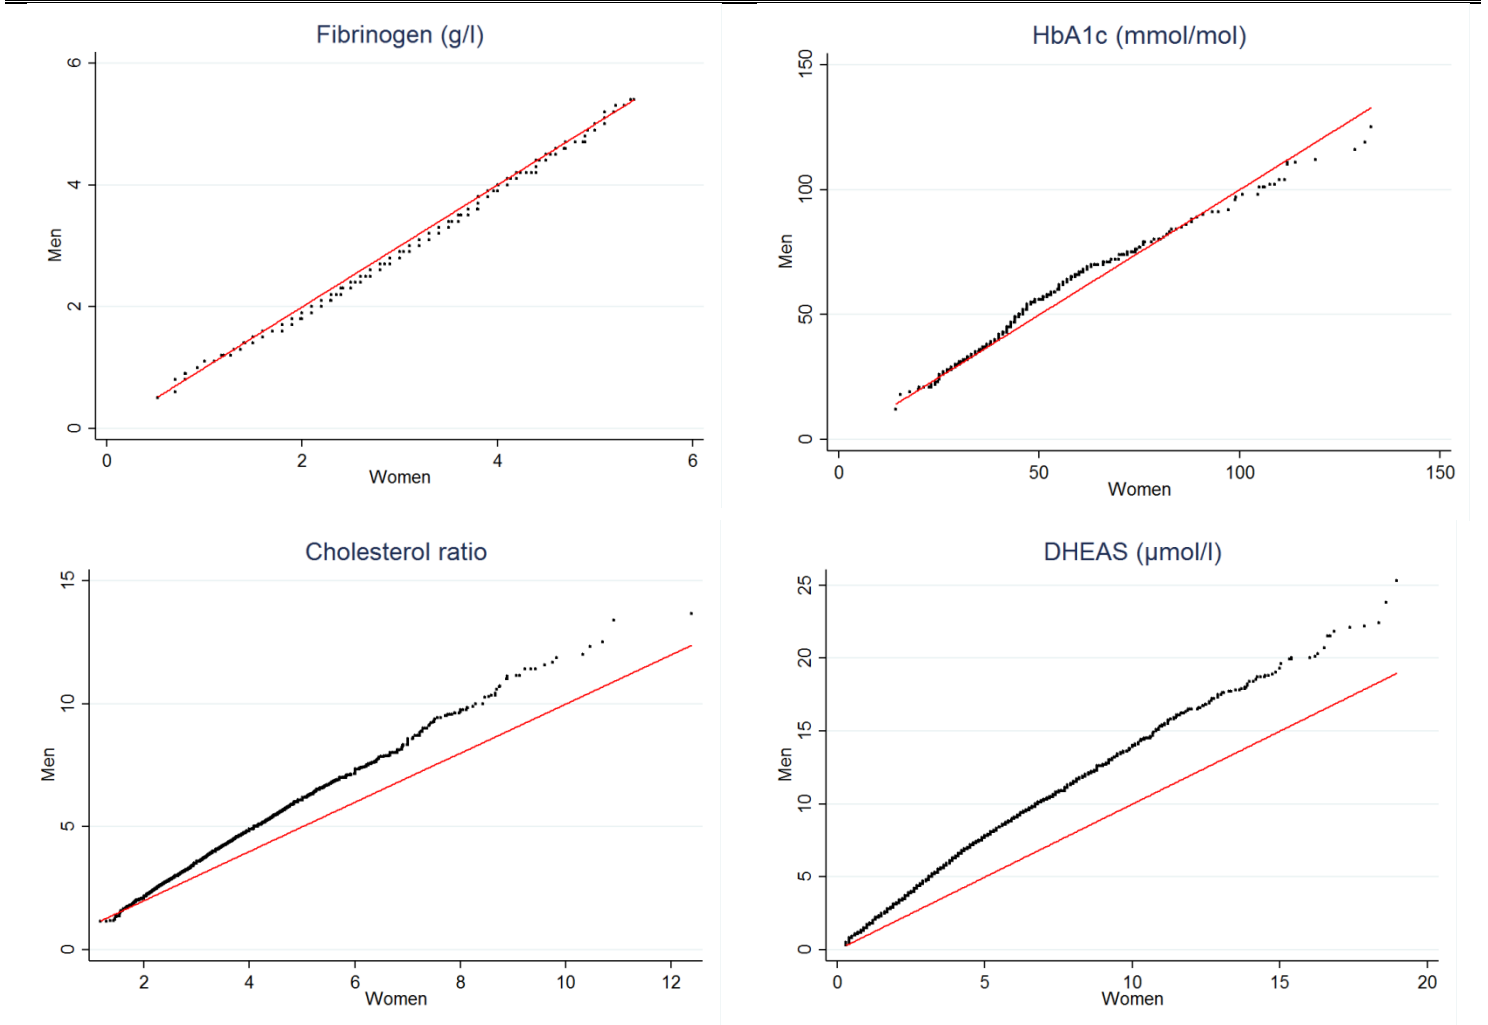 Fibrinogen (g/l)
6
4
2
0
Men
0 2 4 6
Women
HbA1c (mmol/mol)
150
100
50
0
Men
0 50 100 150
Women
Cholesterol ratio
15
10
5
0
Men
2 4 6 8 10 12
Women
DHEAS (µmol/l)
25
20
15
10
5
0
Men
0 5 10 15 20
Women